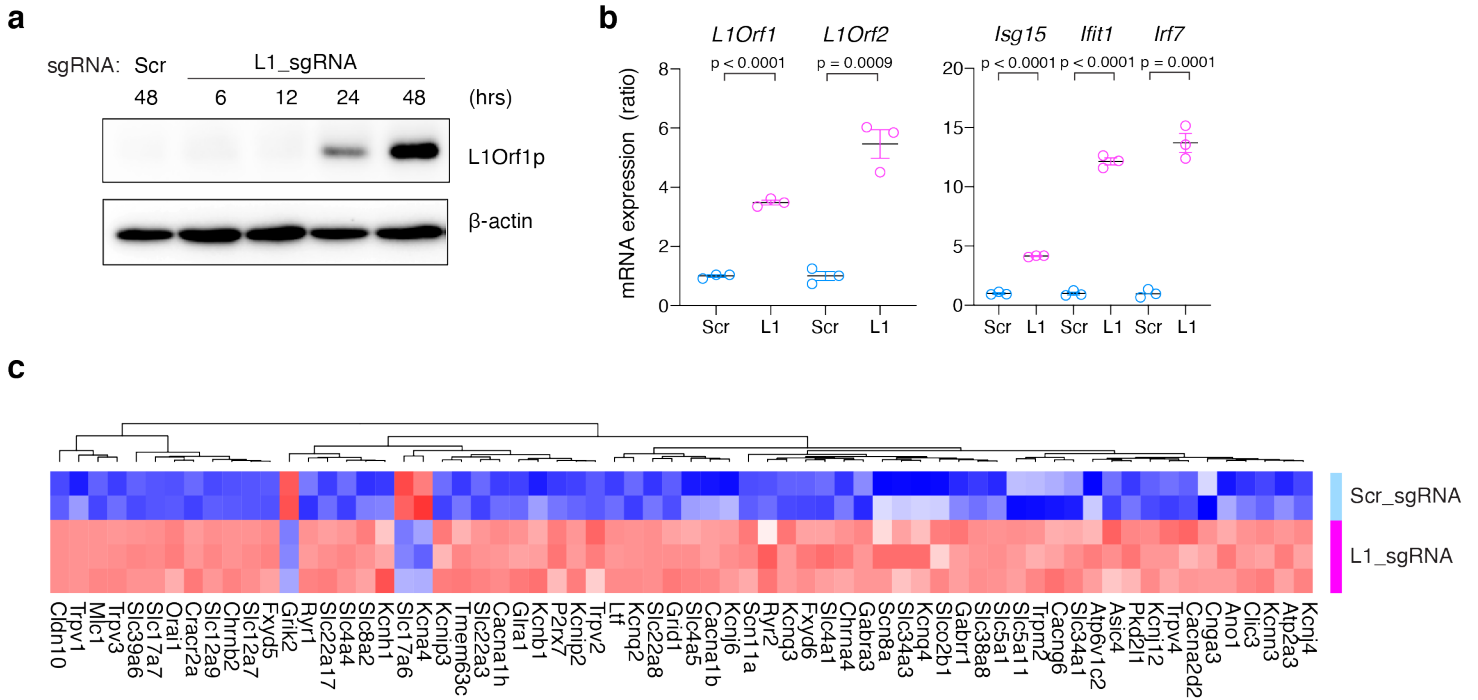 a
sgRNA: Scr L1_sgRNA
48 6 12 24 48 (hrs)
L1Orf1p
β-actin
b
L1Orf1 L1Orf2
p < 0.0001 p = 0.0009
mRNA expression (ratio)
8
6
4
2
0
Scr L1 Scr L1
Isg15 Ifit1 Irf7
p < 0.0001 p < 0.0001 p = 0.0001
20
15
10
5
0
Scr L1 Scr L1 Scr L1
c
Scr_sgRNA
L1_sgRNA
Cldn10
Trpv1
Mlc1
Trpv3
Slc39a6
Slc17a7
Orai1
Cracr2a
Slc12a9
Chrnb2
Fxyd5
Grik2
Ryr1
Slc22a17
Slc4a4
Slc8a2
Kcnh1
Slc17a6
Kcna4
Kcnip3
Tmem63c
Slc22a3
Cacna1h
Glra1
Kcnb1
P2rx7
Kcnip2
Trpv2
Ltf
Kcnq2
Slc22a8
Grid1
Slc4a5
Cacna1b
Kcnj6
Scn11a
Ryr2
Kcnq3
Fxyd6
Slc4a1
Chrna4
Gabra3
Scn8a
Slc34a3
Kcnq4
Slco2b1
Gabrr1
Slc38a8
Slc5a1
Slc5a11
Trpm2
Cacng6
Slc34a1
Atp6v1c2
Asic4
Pkd2l1
Kcnj12
Trpv4
Cacna2d2
Cnga3
Ano1
Clic3
Kcnn3
Atp2a3
Kcnj4